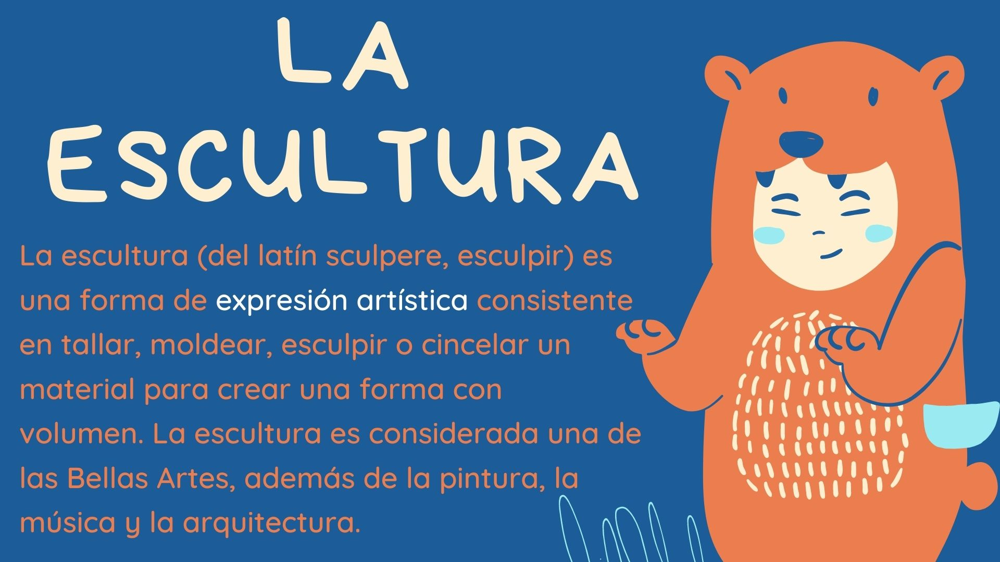 LA
ESCULTURA
La escultura (del latín sculpere, esculpir) es
una forma de expresión artística consistente
en tallar, moldear, esculpir o cincelar un
material para crear una forma con
volumen. La escultura es considerada una de
las Bellas Artes, además de la pintura, la
música y la arquitectura.